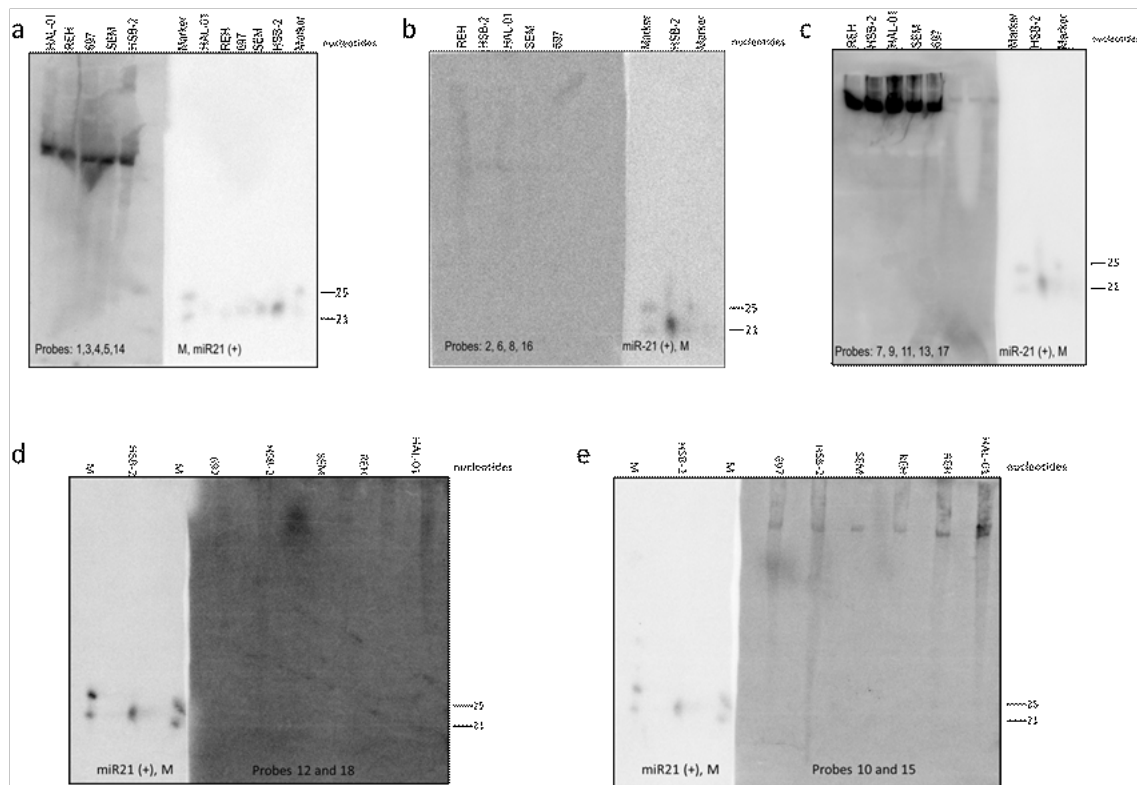 a
HAL-01 REH 697 SEM HSB-2 Marker HAL-01 REH 697 SEM HSB-2 Marker nucleotides
25
21
Probes: 1,3,4,5,14 M, miR21 (+)
b
REH HSB-2 HAL-01 SEM 697 Marker HSB-2 Marker nucleotides
25
21
Probes: 2, 6, 8, 16 miR-21 (+), M
c
REH HSB-2 HAL-01 SEM 697 Marker HSB-2 Marker nucleotides
25
21
Probes: 7, 9, 11, 13, 17 miR-21 (+), M
d
M HSB-2 M 697 HSB-2 SEM REH HAL-01 nucleotides
25
21
miR21 (+), M Probes 12 and 18
e
M HSB-2 M 697 HSB-2 SEM REH REH HAL-01 nucleotides
25
21
miR21 (+), M Probes 10 and 15